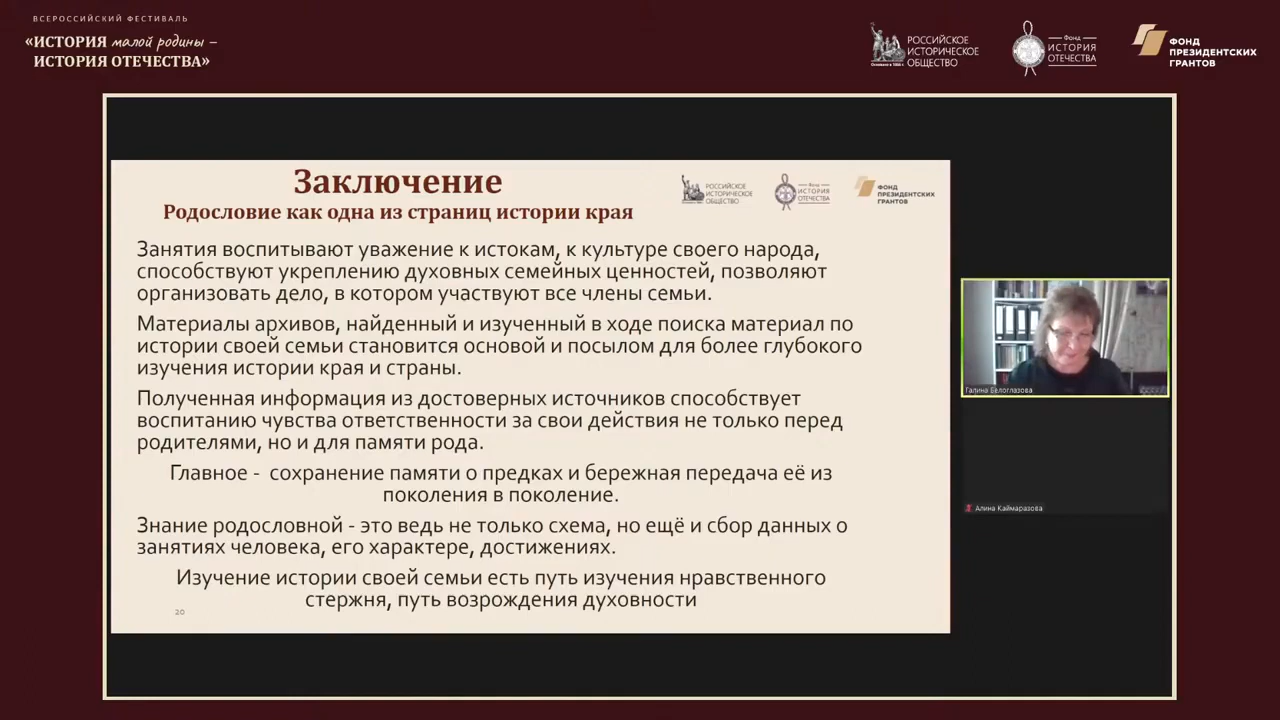 ВСЕРОССИЙСКИЙ ФЕСТИВАЛЬ
«ИСТОРИЯ малой родины –
ИСТОРИЯ ОТЕЧЕСТВА»
РОССИЙСКОЕ
ИСТОРИЧЕСКОЕ
ОБЩЕСТВО
Основано в 1866 г.
Фонд
ИСТОРИЯ
ОТЕЧЕСТВА
ФОНД
ПРЕЗИДЕНТСКИХ
ГРАНТОВ
Заключение
Родословие как одна из страниц истории края
РОССИЙСКОЕ
ИСТОРИЧЕСКОЕ
ОБЩЕСТВО
Фонд
ИСТОРИЯ
ОТЕЧЕСТВА
ФОНД
ПРЕЗИДЕНТСКИХ
ГРАНТОВ
Занятия воспитывают уважение к истокам, к культуре своего народа,
способствуют укреплению духовных семейных ценностей, позволяют
организовать дело, в котором участвуют все члены семьи.
Материалы архивов, найденный и изученный в ходе поиска материал по
истории своей семьи становится основой и посылом для более глубокого
изучения истории края и страны.
Полученная информация из достоверных источников способствует
воспитанию чувства ответственности за свои действия не только перед
родителями, но и для памяти рода.
Главное -  сохранение памяти о предках и бережная передача её из
поколения в поколение.
Знание родословной - это ведь не только схема, но ещё и сбор данных о
занятиях человека, его характере, достижениях.
Изучение истории своей семьи есть путь изучения нравственного
стержня, путь возрождения духовности
20
Галина Белоглазова
Алина Каймаразова